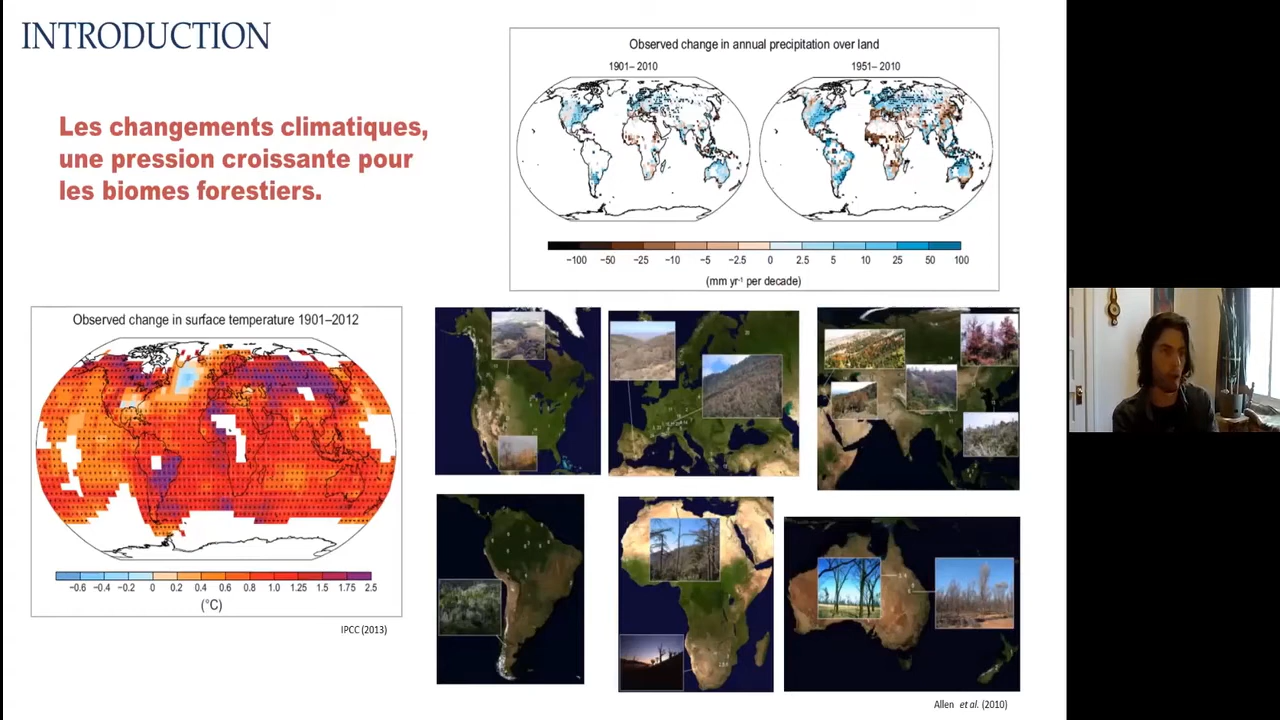 INTRODUCTION
Les changements climatiques,
une pression croissante pour
les biomes forestiers.
Observed change in annual precipitation over land
1901– 2010
1951– 2010
−100 −50 −25 −10 −5 −2.5 0 2.5 5 10 25 50 100
(mm yr⁻¹ per decade)
Observed change in surface temperature 1901–2012
−0.6 −0.4 −0.2 0 0.2 0.4 0.6 0.8 1.0 1.25 1.5 1.75 2.5
(°C)
IPCC (2013)
Allen et al. (2010)